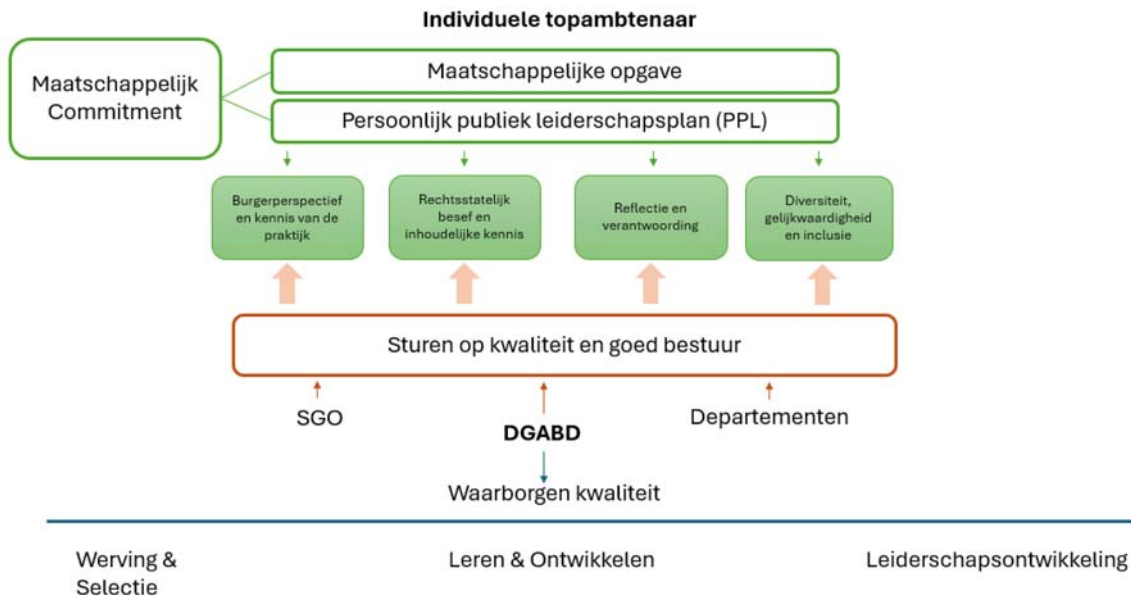 Individuele topambtenaar
Maatschappelijk
Commitment
Maatschappelijke opgave
Persoonlijk publiek leiderschapsplan (PPL)
Burgerperspectief
en kennis van de
praktijk
Rechtsstatelijk
besef en
inhoudelijke kennis
Reflectie en
verantwoording
Diversiteit,
gelijkwaardigheid
en inclusie
Sturen op kwaliteit en goed bestuur
SGO
DGABD
Departementen
Waarborgen kwaliteit
Werving &
Selectie
Leren & Ontwikkelen
Leiderschapsontwikkeling